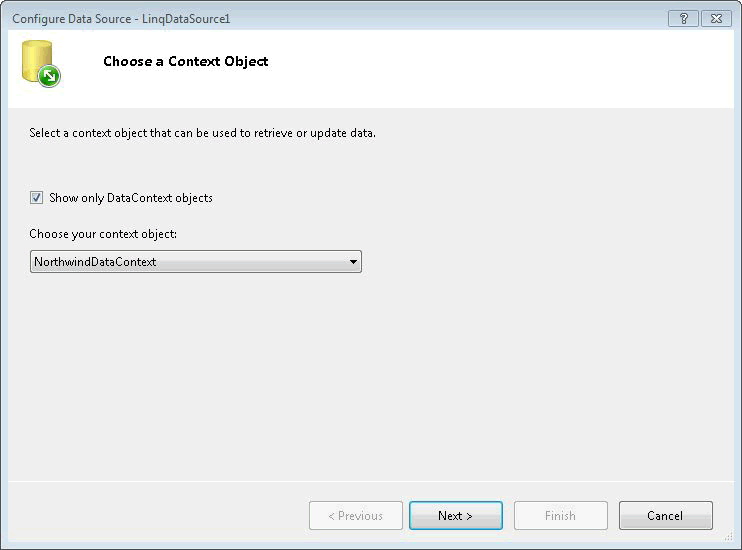 Configure Data Source - LinqDataSource1
Choose a Context Object
Select a context object that can be used to retrieve or update data.
Show only DataContext objects
Choose your context object:
NorthwindDataContext
< Previous Next > Finish Cancel